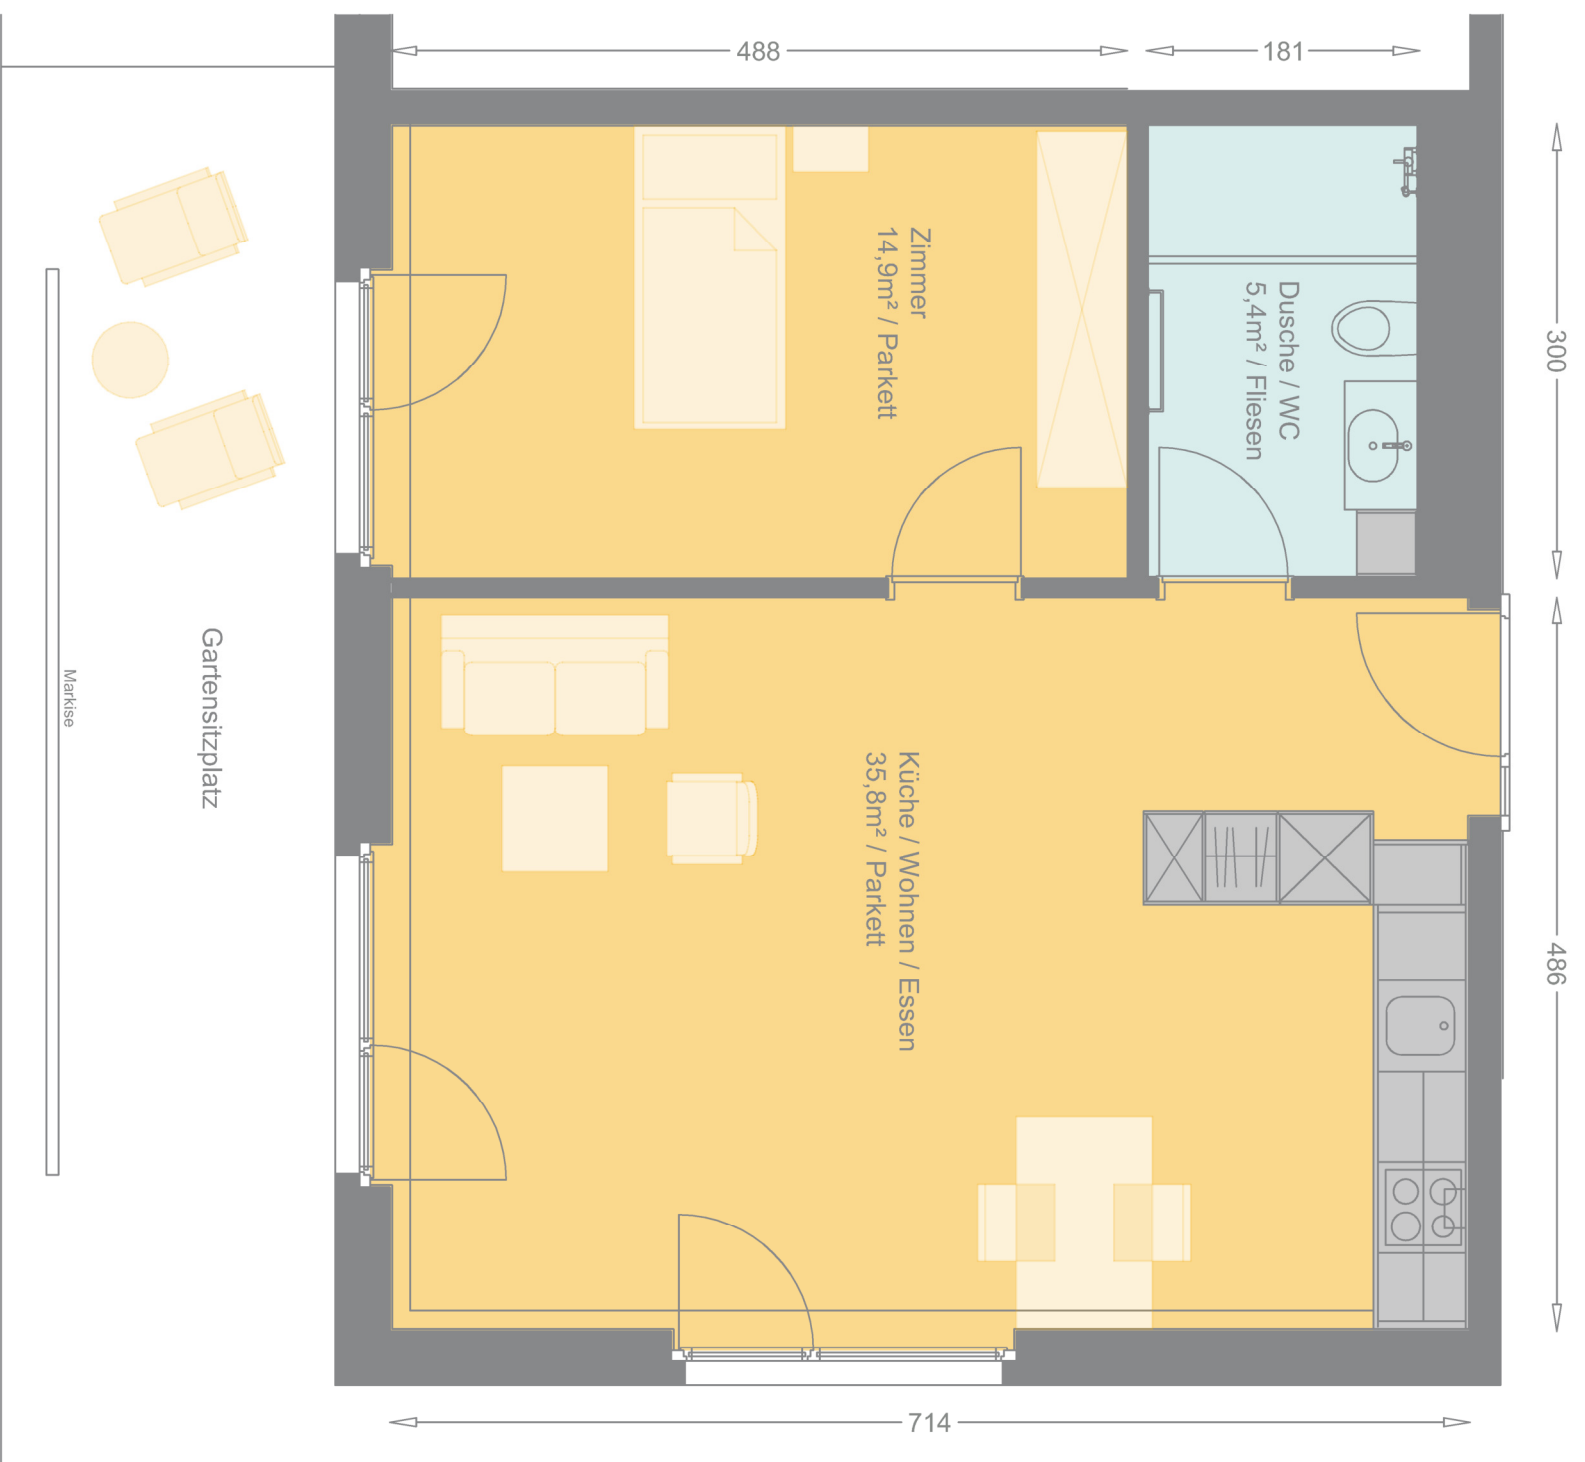 488
181
300
Zimmer
14,9m² / Parkett
Dusche / WC
5,4m² / Fliesen
Gartensitzplatz
Markise
Küche / Wohnen / Essen
35,8m² / Parkett
486
714